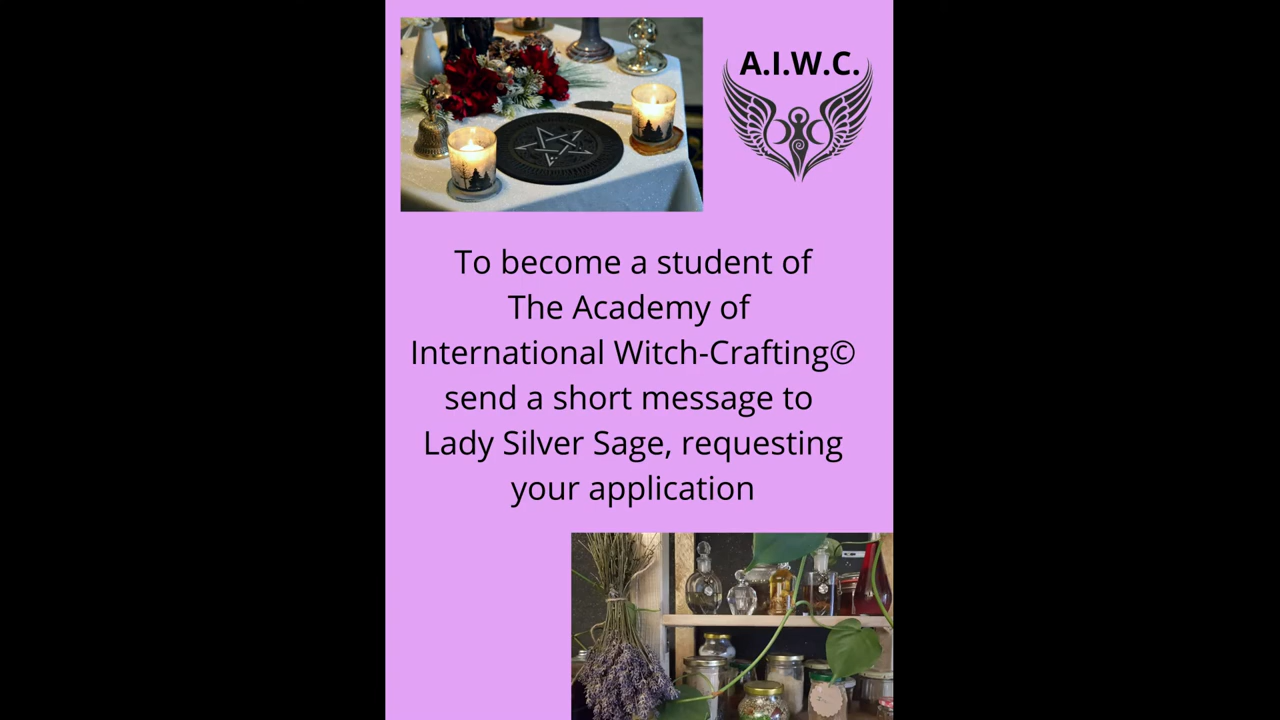 A.I.W.C.
To become a student of
The Academy of
International Witch-Crafting©
send a short message to
Lady Silver Sage, requesting
your application